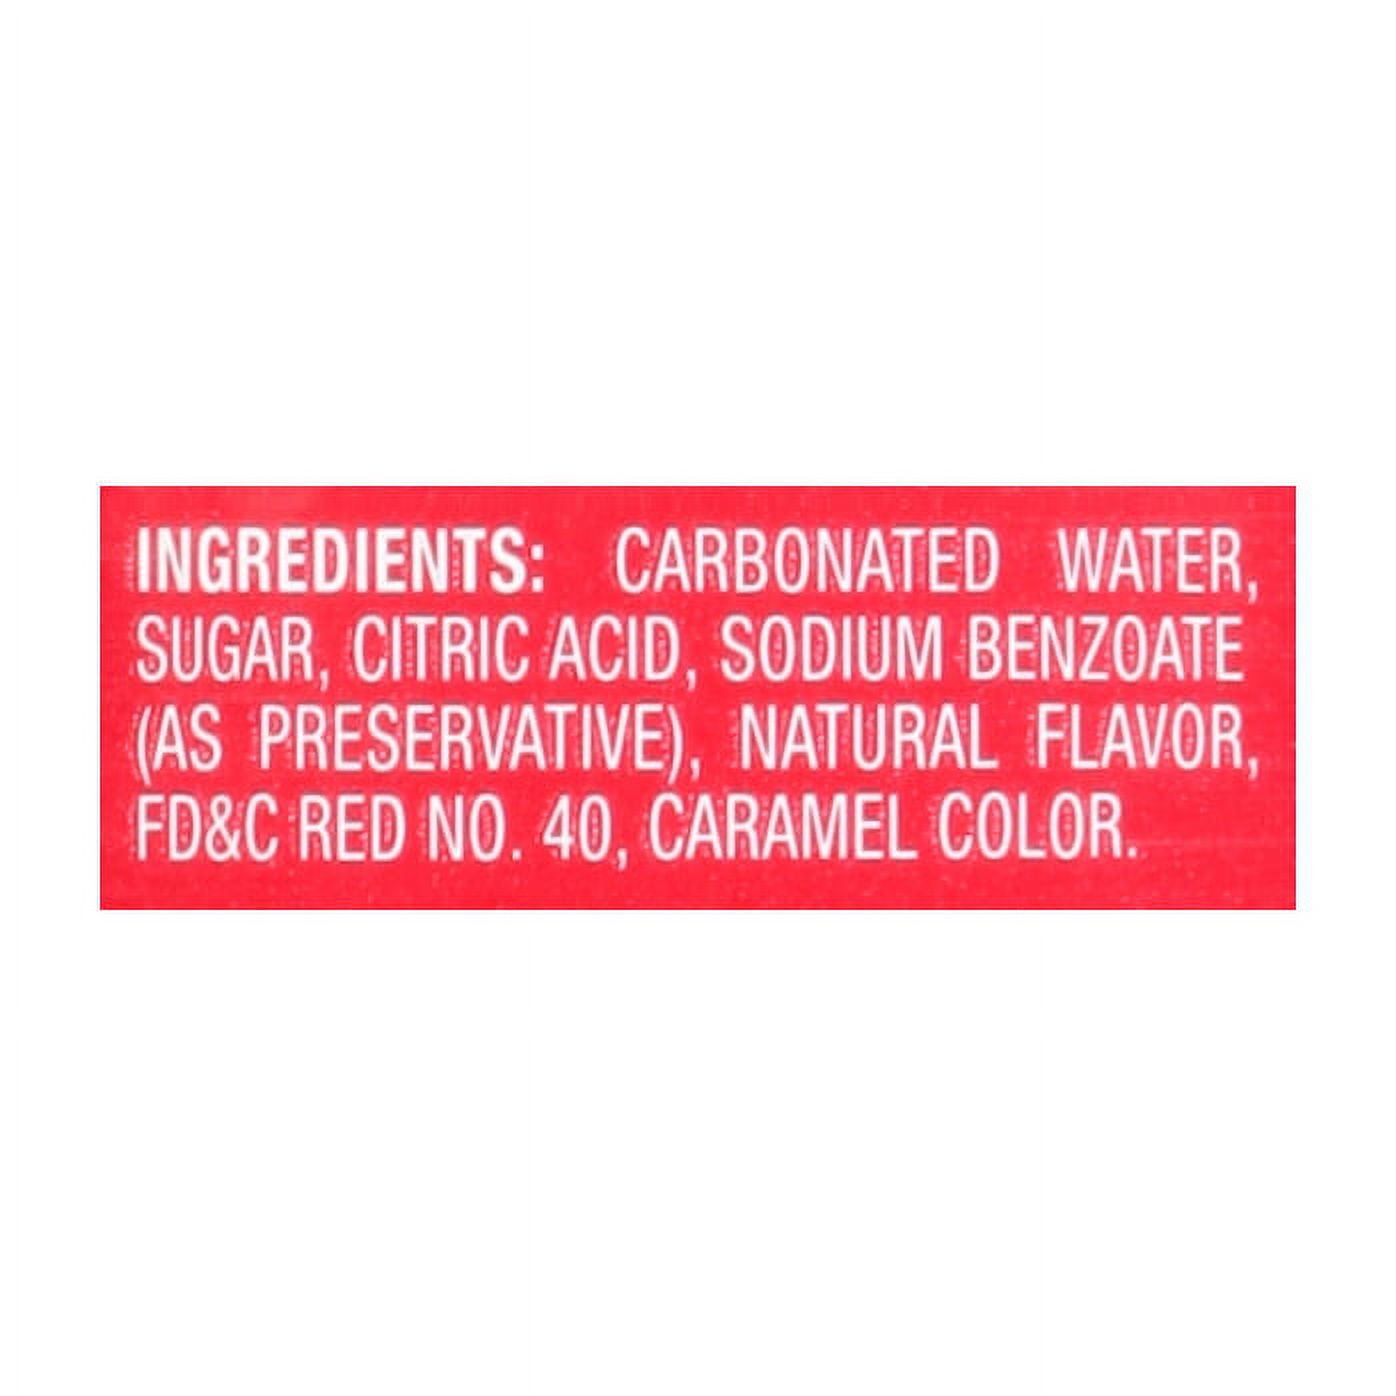 INGREDIENTS: CARBONATED WATER,
SUGAR, CITRIC ACID, SODIUM BENZOATE
(AS PRESERVATIVE), NATURAL FLAVOR,
FD&C RED NO. 40, CARAMEL COLOR.